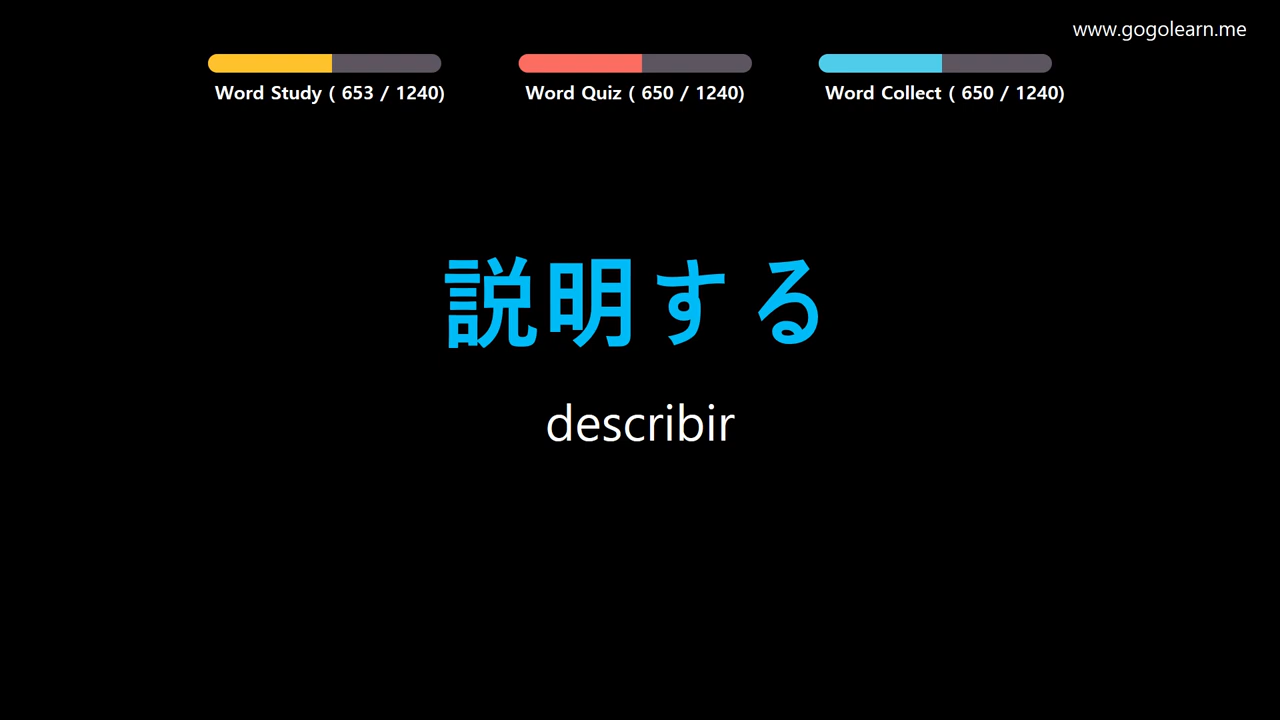 www.gogolearn.me
Word Study ( 653 / 1240)
Word Quiz ( 650 / 1240)
Word Collect ( 650 / 1240)
説明する
describir